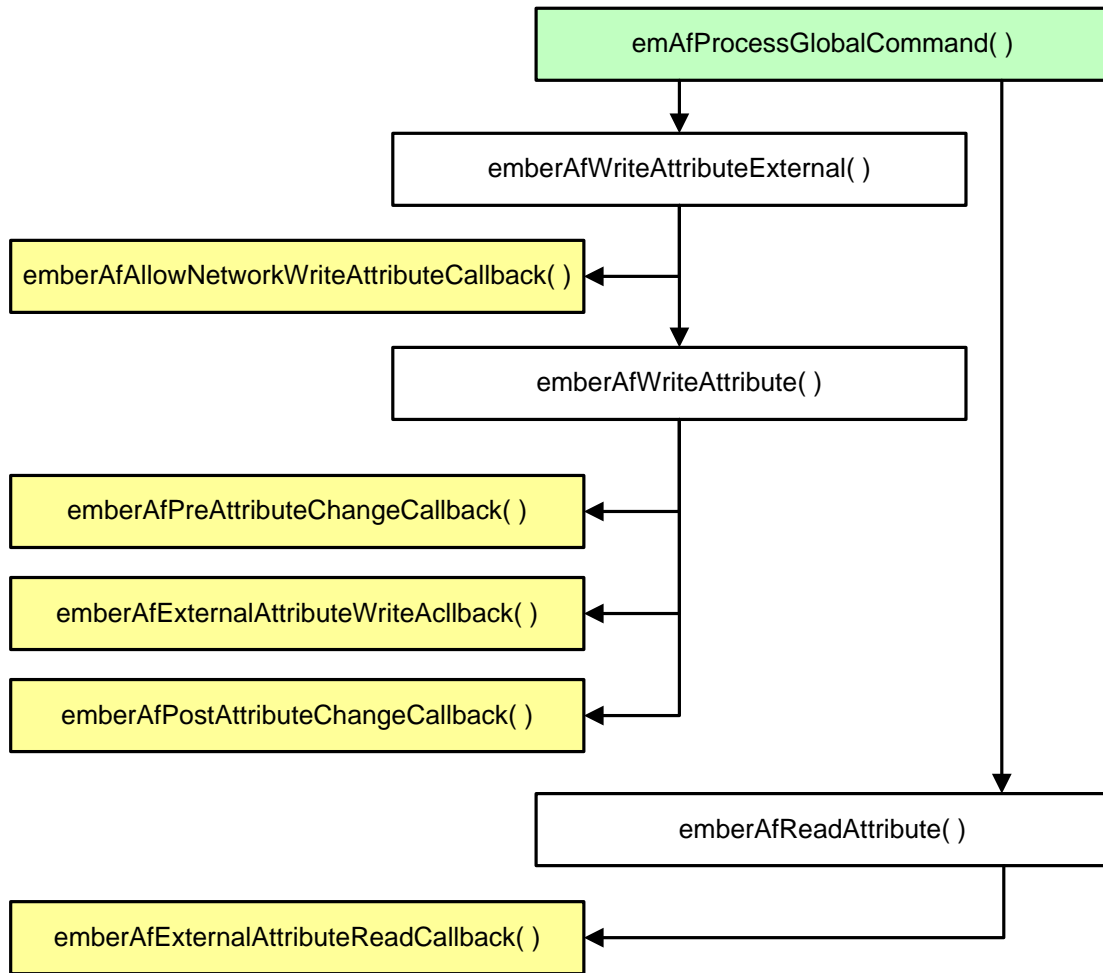 emAfProcessGlobalCommand( )
emberAfWriteAttributeExternal( )
emberAfAllowNetworkWriteAttributeCallback( )
emberAfWriteAttribute( )
emberAfPreAttributeChangeCallback( )
emberAfExternalAttributeWriteAcllback( )
emberAfPostAttributeChangeCallback( )
emberAfReadAttribute( )
emberAfExternalAttributeReadCallback( )